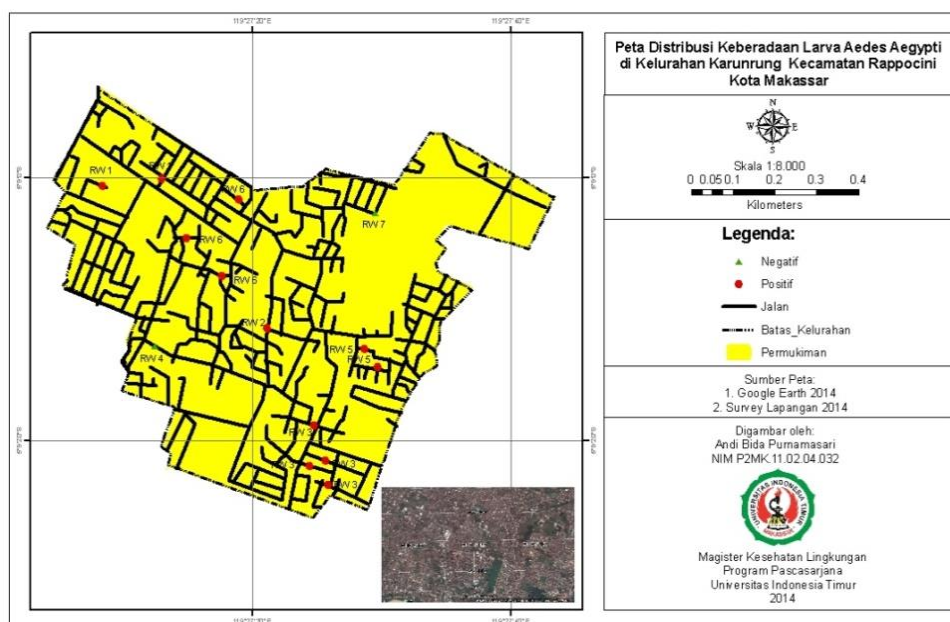 119°27'20"E
Peta Distribusi Keberadaan Larva Aedes Aegypti
di Kelurahan Karunrung Kecamatan Rappocini
Kota Makassar
N
W E
S
Skala 1:8.000
0 0.05 0.1 0.2 0.3 0.4
Kilometers
Legenda:
Negatif
Positif
Jalan
Batas_Kelurahan
Permukiman
Sumber Peta:
1. Google Earth 2014
2. Survey Lapangan 2014
Digambar oleh:
Andi Bida Purnamasari
NIM P2MK.11.02.04.032
UNIVERSITAS INDONESIA TIMUR
Magister Kesehatan Lingkungan
Program Pascasarjana
Universitas Indonesia Timur
2014
RW 1
RW 6
RW 7
RW 6
RW 6
RW 2
RW 5
RW 5
RW 4
RW 3
RW 3
RW 3
RW 3